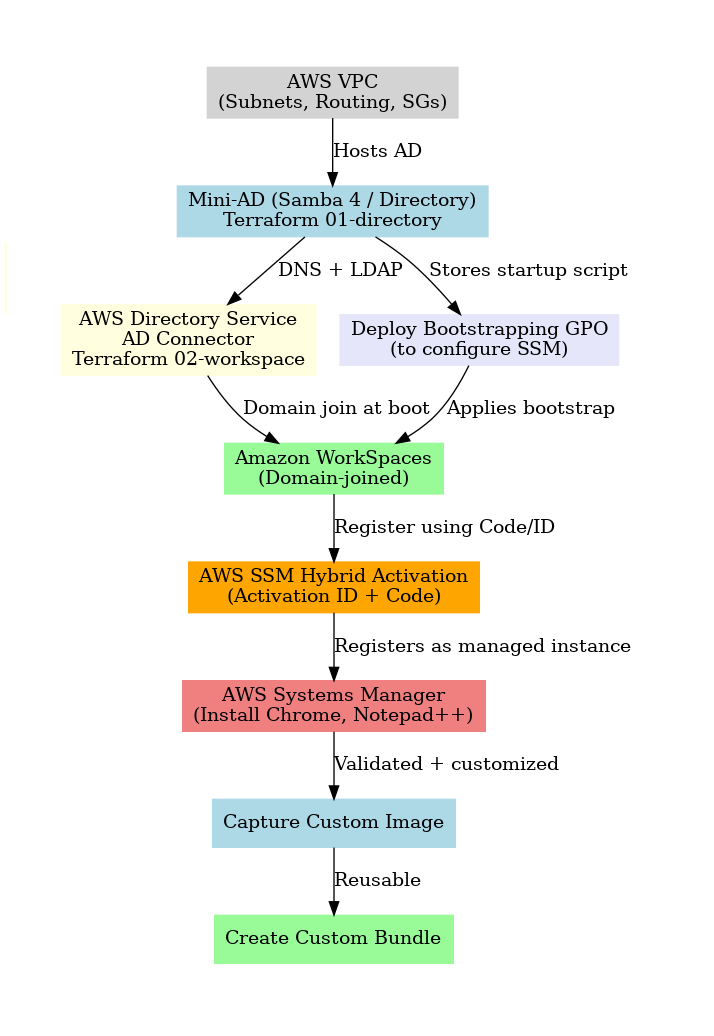 AWS VPC
(Subnets, Routing, SGs)
Hosts AD
Mini-AD (Samba 4 / Directory)
Terraform 01-directory
DNS + LDAP
Stores startup script
AWS Directory Service
AD Connector
Terraform 02-workspace
Deploy Bootstrapping GPO
(to configure SSM)
Domain join at boot
Applies bootstrap
Amazon WorkSpaces
(Domain-joined)
Register using Code/ID
AWS SSM Hybrid Activation
(Activation ID + Code)
Registers as managed instance
AWS Systems Manager
(Install Chrome, Notepad++)
Validated + customized
Capture Custom Image
Reusable
Create Custom Bundle